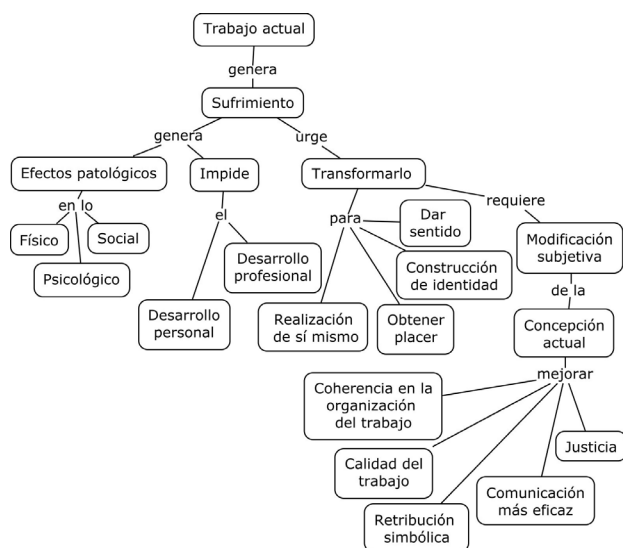 Trabajo actual
genera
Sufrimiento
genera
urge
Efectos patológicos
Impide
Transformarlo
en lo
el
para
requiere
Físico
Social
Psicológico
Desarrollo
profesional
Desarrollo
personal
Dar
sentido
Construcción
de identidad
Realización
de sí mismo
Obtener
placer
Modificación
subjetiva
de la
Concepción
actual
mejorar
Coherencia en la
organización
del trabajo
Calidad del
trabajo
Retribución
simbólica
Comunicación
más eficaz
Justicia